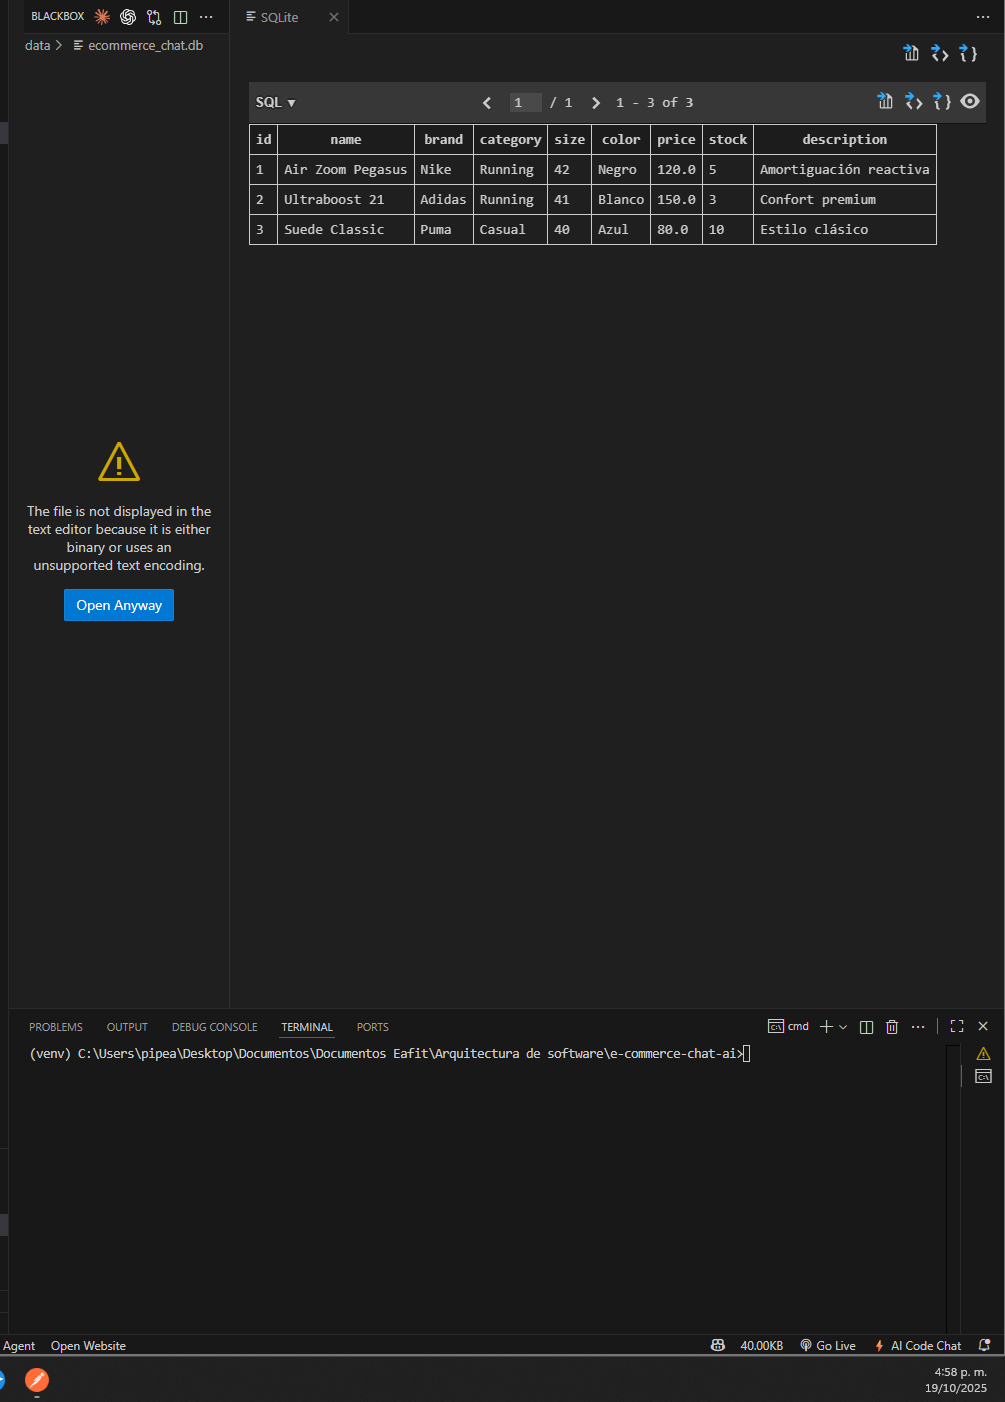 BLACKBOX
data > ecommerce_chat.db
The file is not displayed in the
text editor because it is either
binary or uses an
unsupported text encoding.
Open Anyway
SQLite
SQL ▼ 1 / 1 1 - 3 of 3
id name brand category size color price stock description
1 Air Zoom Pegasus Nike Running 42 Negro 120.0 5 Amortiguación reactiva
2 Ultraboost 21 Adidas Running 41 Blanco 150.0 3 Confort premium
3 Suede Classic Puma Casual 40 Azul 80.0 10 Estilo clásico
PROBLEMS OUTPUT DEBUG CONSOLE TERMINAL PORTS cmd
(venv) C:\Users\pipea\Desktop\Documentos\Documentos Eafit\Arquitectura de software\e-commerce-chat-ai>
Agent Open Website 40.00KB Go Live AI Code Chat
4:58 p. m.
19/10/2025